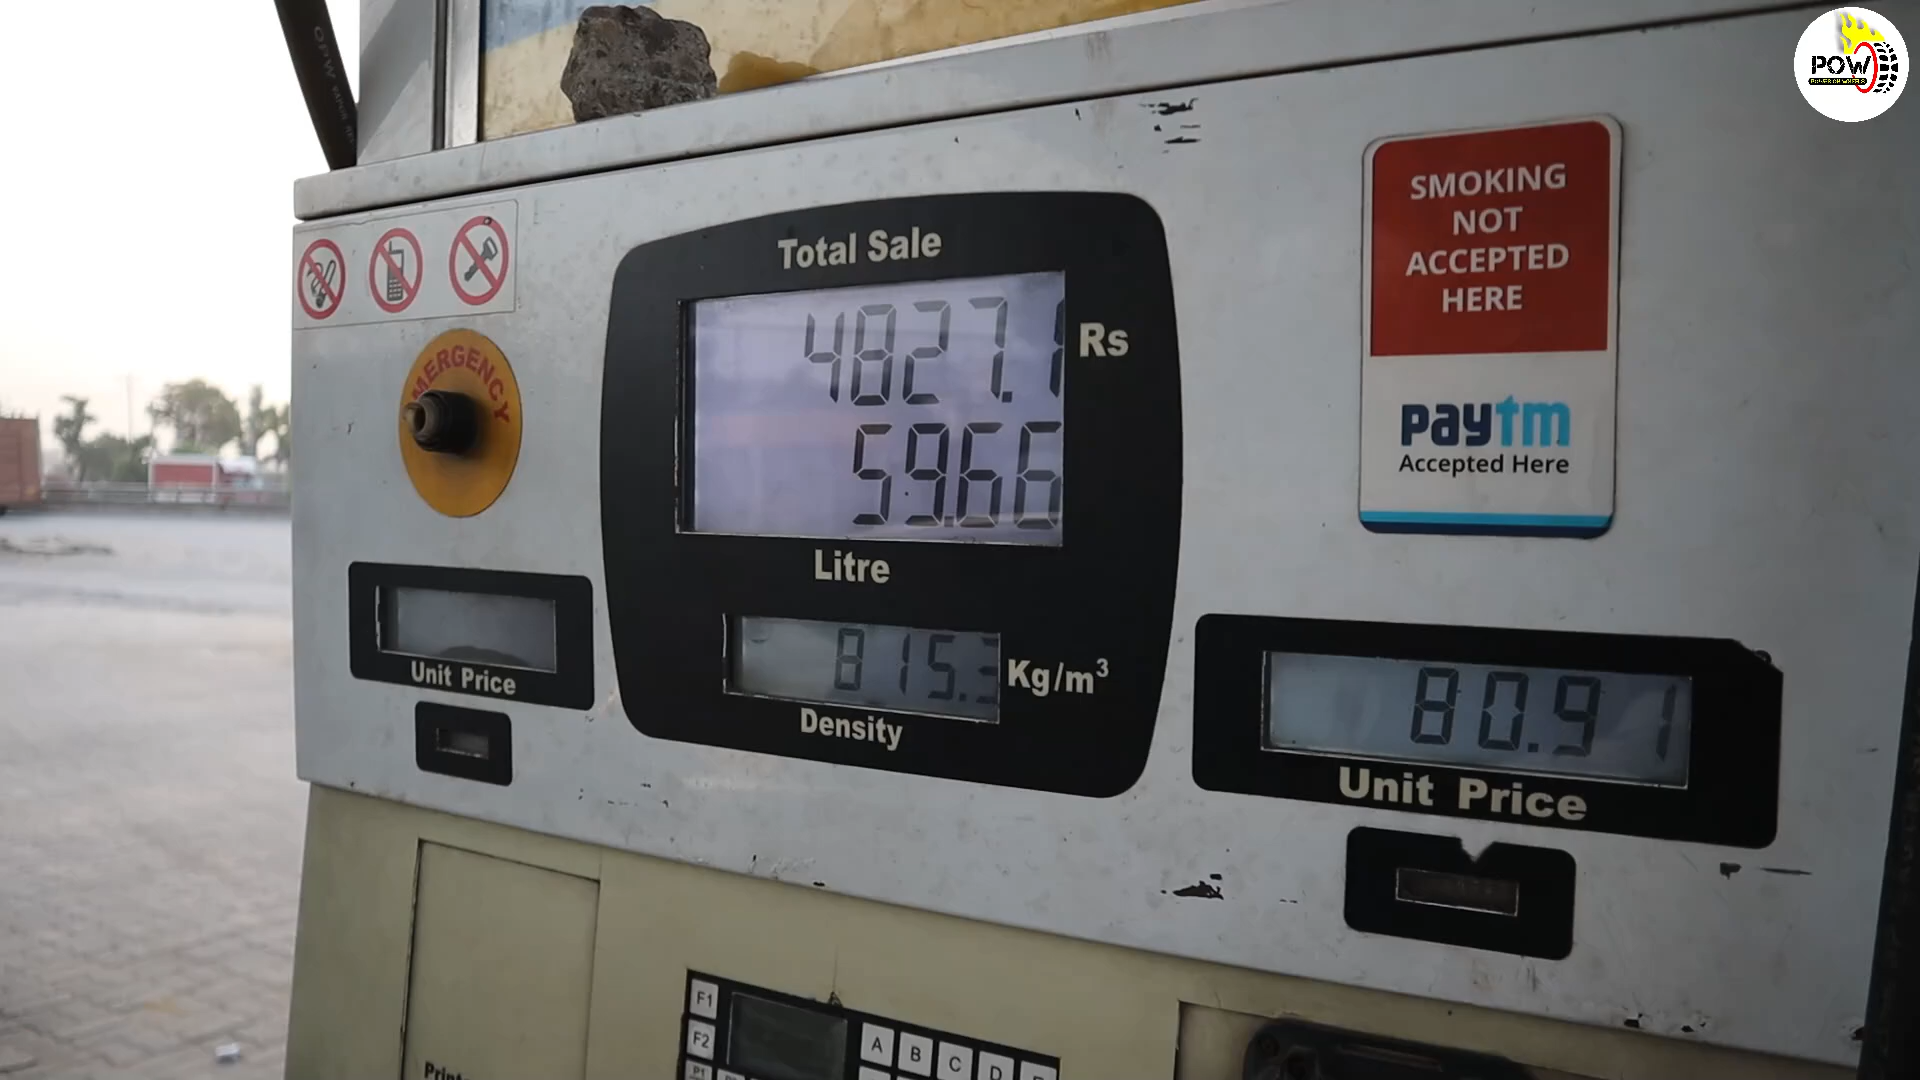 POW
Total Sale
4827.1
Rs
59.66
Litre
815.3
Kg/m³
Density
EMERGENCY
Unit Price
SMOKING
NOT
ACCEPTED
HERE
paytm
Accepted Here
80.91
Unit Price
F1
F2
A
B
C
D